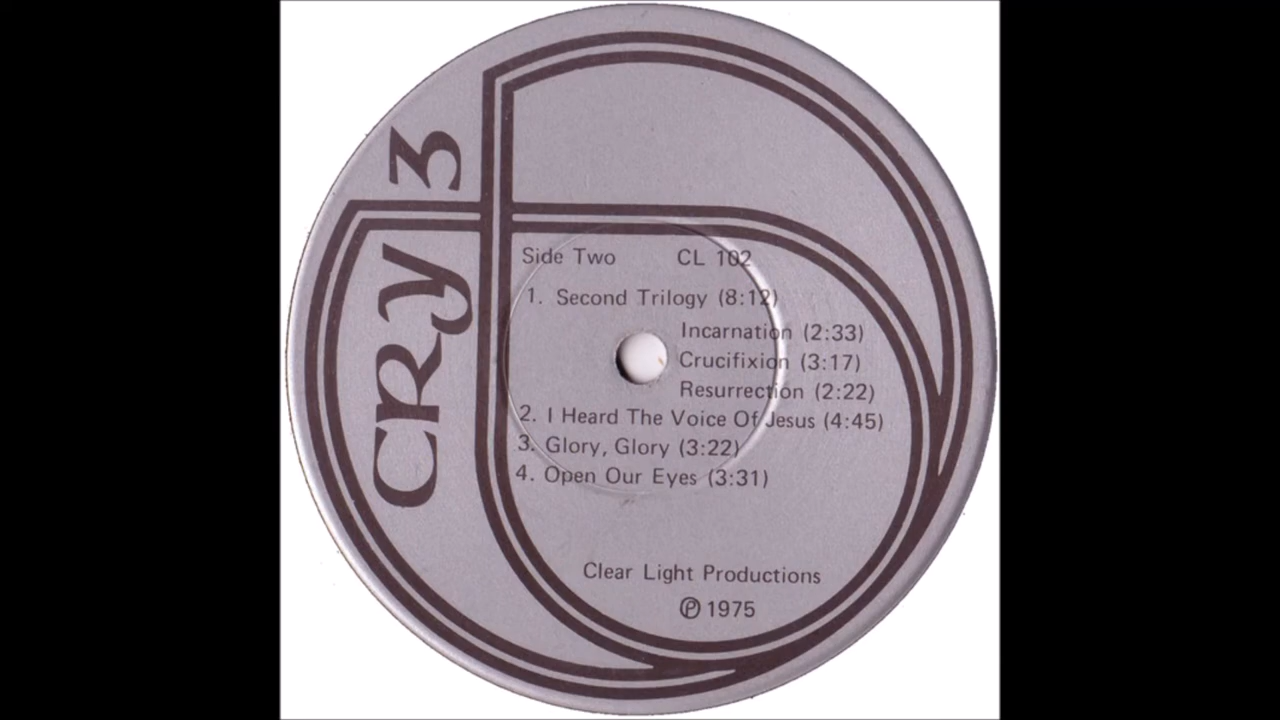 CRY 3
Side Two CL 102
1. Second Trilogy (8:12)
Incarnation (2:33)
Crucifixion (3:17)
Resurrection (2:22)
2. I Heard The Voice Of Jesus (4:45)
3. Glory, Glory (3:22)
4. Open Our Eyes (3:31)
Clear Light Productions
℗ 1975